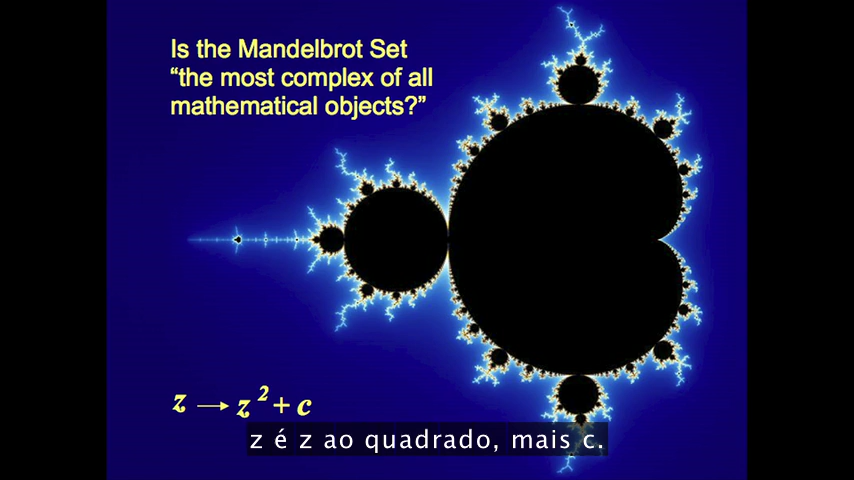 Is the Mandelbrot Set
“the most complex of all
mathematical objects?”
z → z² + c
z é z ao quadrado, mais c.